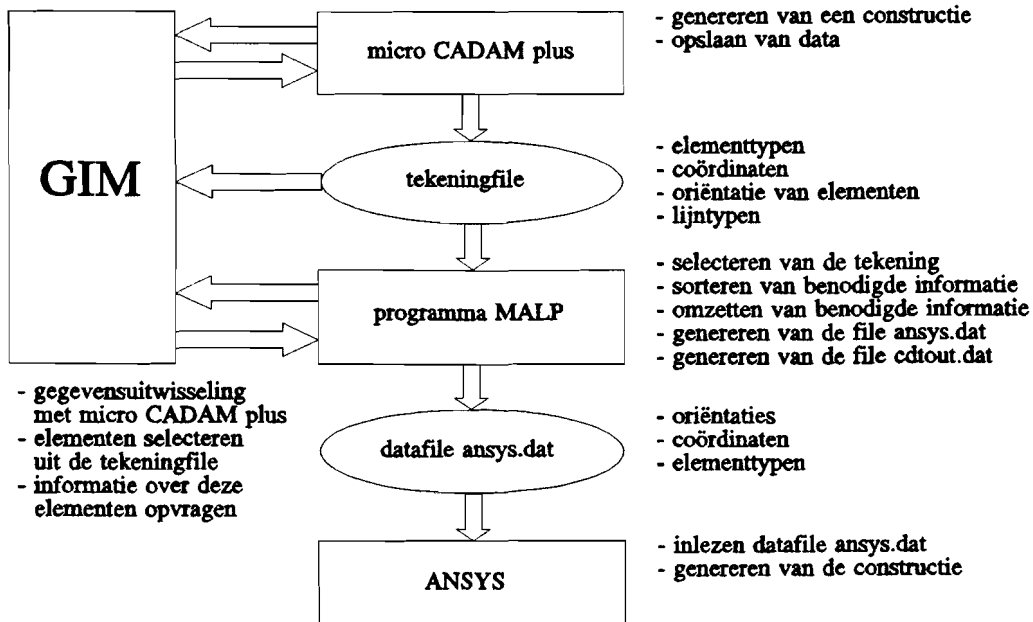 GIM
micro CADAM plus
- genereren van een constructie
- opslaan van data
tekeningfile
- elementtypen
- coördinaten
- oriëntatie van elementen
- lijntypen
programma MALP
- selecteren van de tekening
- sorteren van benodigde informatie
- omzetten van benodigde informatie
- genereren van de file ansys.dat
- genereren van de file cdtout.dat
- gegevensuitwisseling
met micro CADAM plus
- elementen selecteren
uit de tekeningfile
- informatie over deze
elementen opvragen
datafile ansys.dat
- oriëntaties
- coördinaten
- elementtypen
ANSYS
- inlezen datafile ansys.dat
- genereren van de constructie